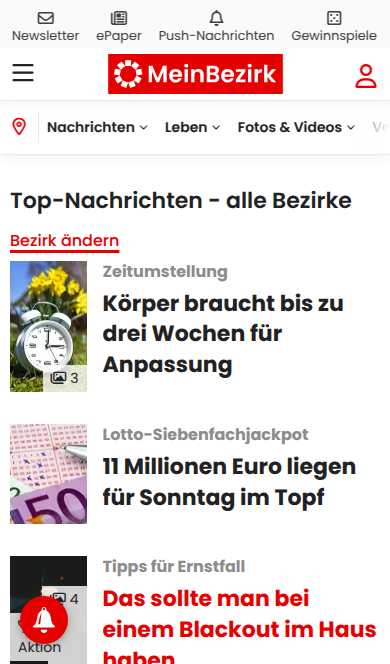 Newsletter ePaper Push-Nachrichten Gewinnspiele
MeinBezirk
Nachrichten Leben Fotos & Videos Ve
Top-Nachrichten - alle Bezirke
Bezirk ändern
Zeitumstellung
Körper braucht bis zu
drei Wochen für
Anpassung
3
Lotto-Siebenfachjackpot
11 Millionen Euro liegen
für Sonntag im Topf
50
Tipps für Ernstfall
Das sollte man bei
einem Blackout im Haus
haben
4
Aktion